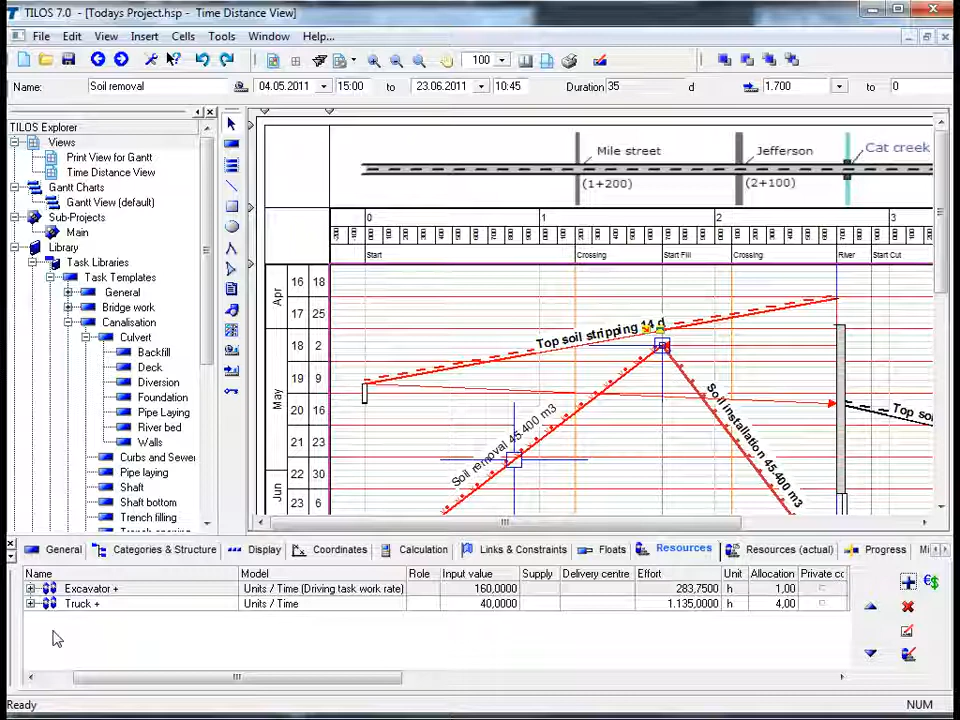 TILOS 7.0 - [Todays Project.hsp - Time Distance View]
File Edit View Insert Cells Tools Window Help...
100
Name: Soil removal 04.05.2011 15:00 to 23.06.2011 10:45 Duration 35 d 1.700 to 0
TILOS Explorer
Views
Print View for Gantt
Time Distance View
Gantt Charts
Gantt View (default)
Sub-Projects
Main
Library
Task Libraries
Task Templates
General
Bridge work
Canalisation
Culvert
Backfill
Deck
Diversion
Foundation
Pipe Laying
River bed
Walls
Curbs and Sewer
Pipe laying
Shaft
Shaft bottom
Trench filling
Mile street
(1+200)
Jefferson
(2+100)
Cat creek
0 1 2 3
Start Crossing Start Fill Crossing River Start Cut
Apr
May
Jun
16 18
17 25
18 2
19 9
20 16
21 23
22 30
23 6
Top soil stripping 14 d
Soil removal 45.400 m3
Soil installation 45.400 m3
Top so
General Categories & Structure Display Coordinates Calculation Links & Constraints Floats Resources Resources (actual) Progress Mi
Name Model Role Input value Supply Delivery centre Effort Unit Allocation Private cc
Excavator + Units / Time (Driving task work rate) 160,0000 283,7500 h 1,00
Truck + Units / Time 40,0000 1.135,0000 h 4,00
Ready NUM